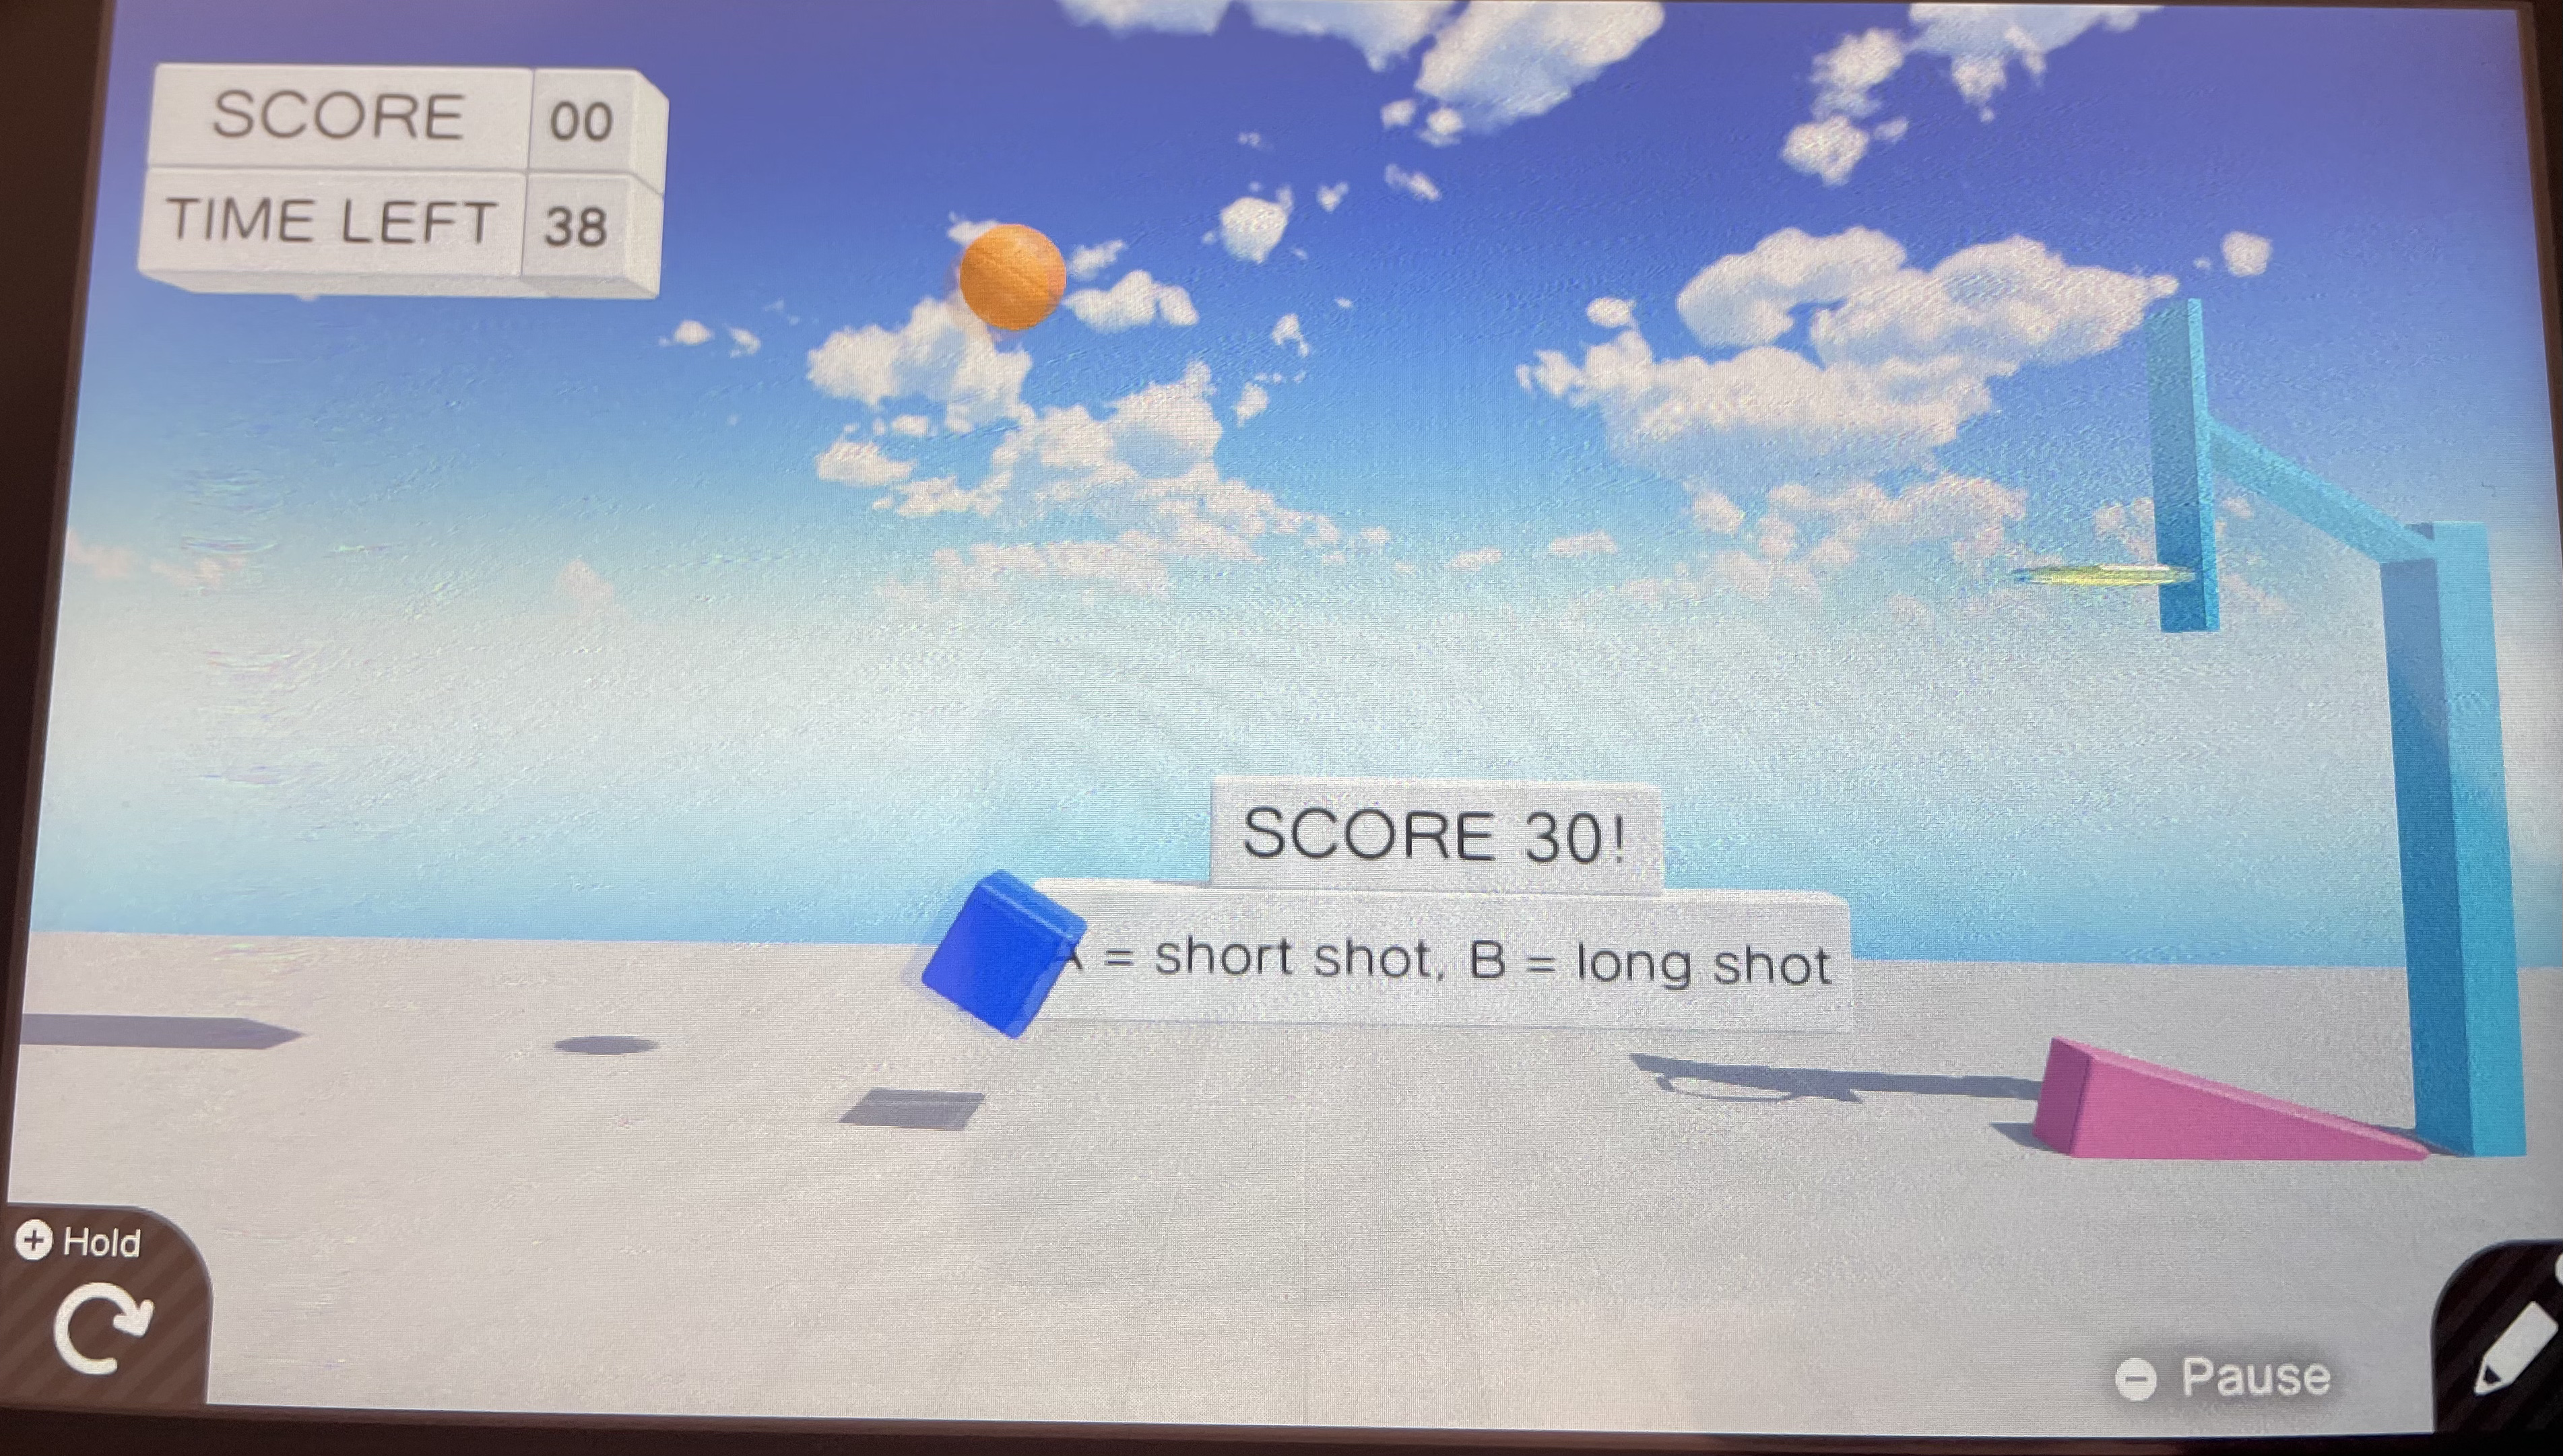 SCORE 00
TIME LEFT 38
SCORE 30!
A = short shot, B = long shot
Hold
Pause